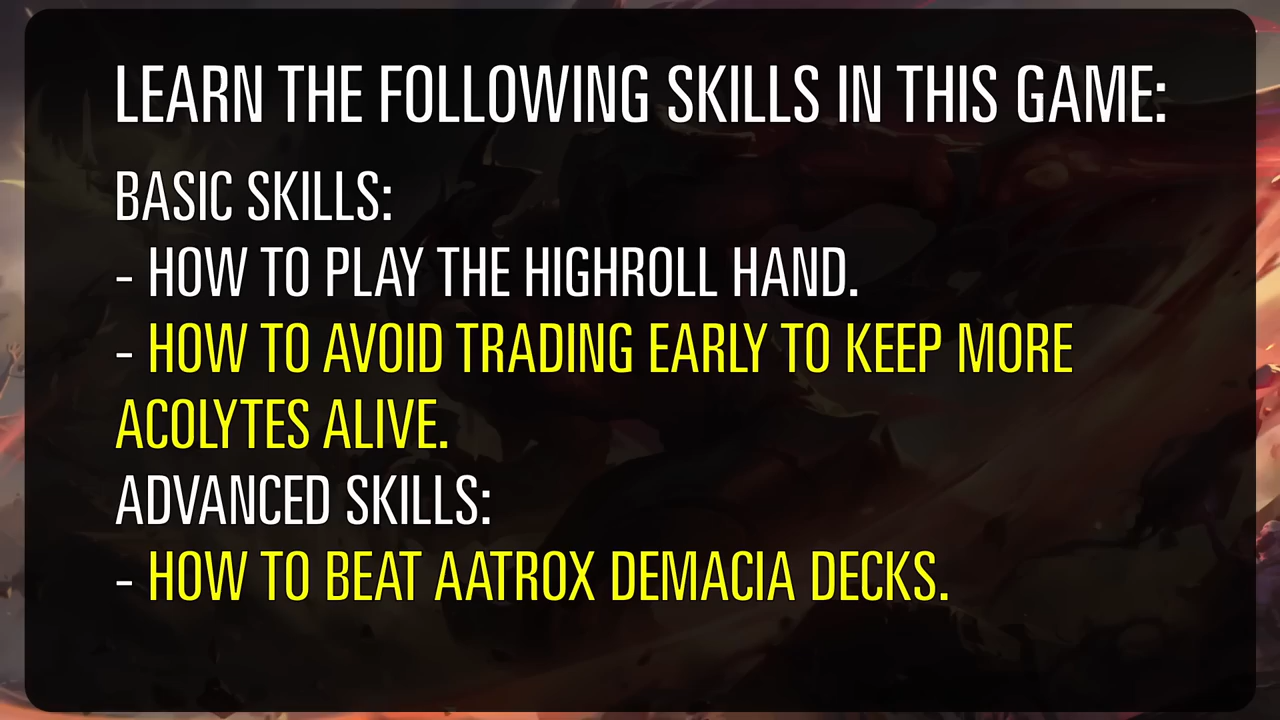 LEARN THE FOLLOWING SKILLS IN THIS GAME:
BASIC SKILLS:
- HOW TO PLAY THE HIGHROLL HAND.
- HOW TO AVOID TRADING EARLY TO KEEP MORE
ACOLYTES ALIVE.
ADVANCED SKILLS:
- HOW TO BEAT AATROX DEMACIA DECKS.